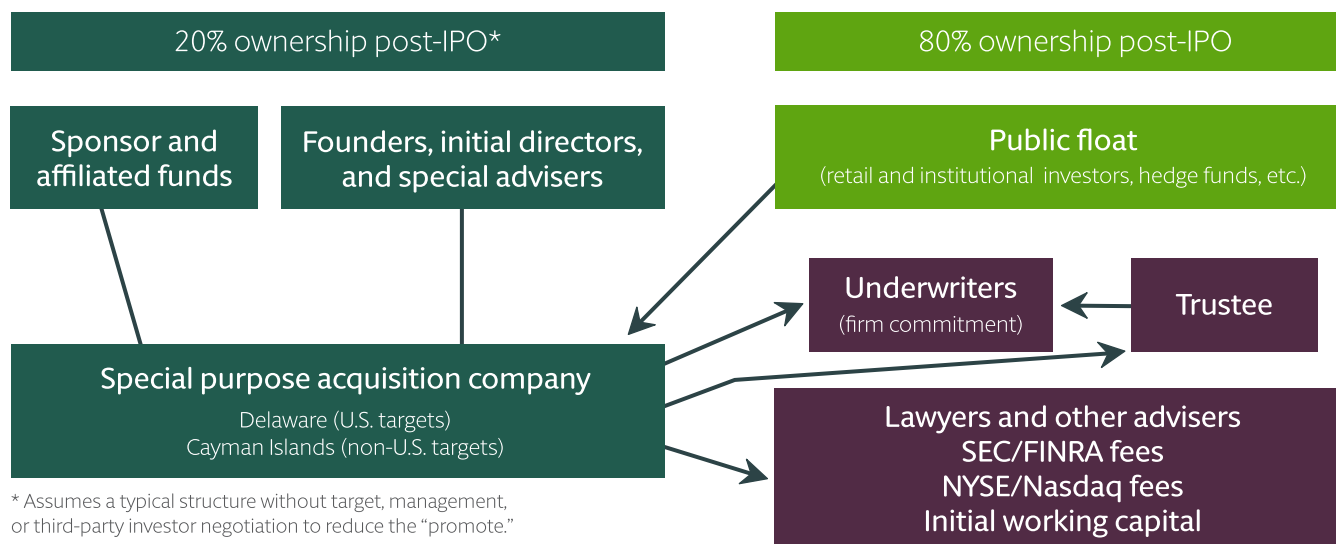 20% ownership post-IPO*
80% ownership post-IPO
Sponsor and
affiliated funds
Founders, initial directors,
and special advisers
Public float
(retail and institutional investors, hedge funds, etc.)
Underwriters
(firm commitment)
Trustee
Special purpose acquisition company
Delaware (U.S. targets)
Cayman Islands (non-U.S. targets)
Lawyers and other advisers
SEC/FINRA fees
NYSE/Nasdaq fees
Initial working capital
* Assumes a typical structure without target, management,
or third-party investor negotiation to reduce the “promote.”